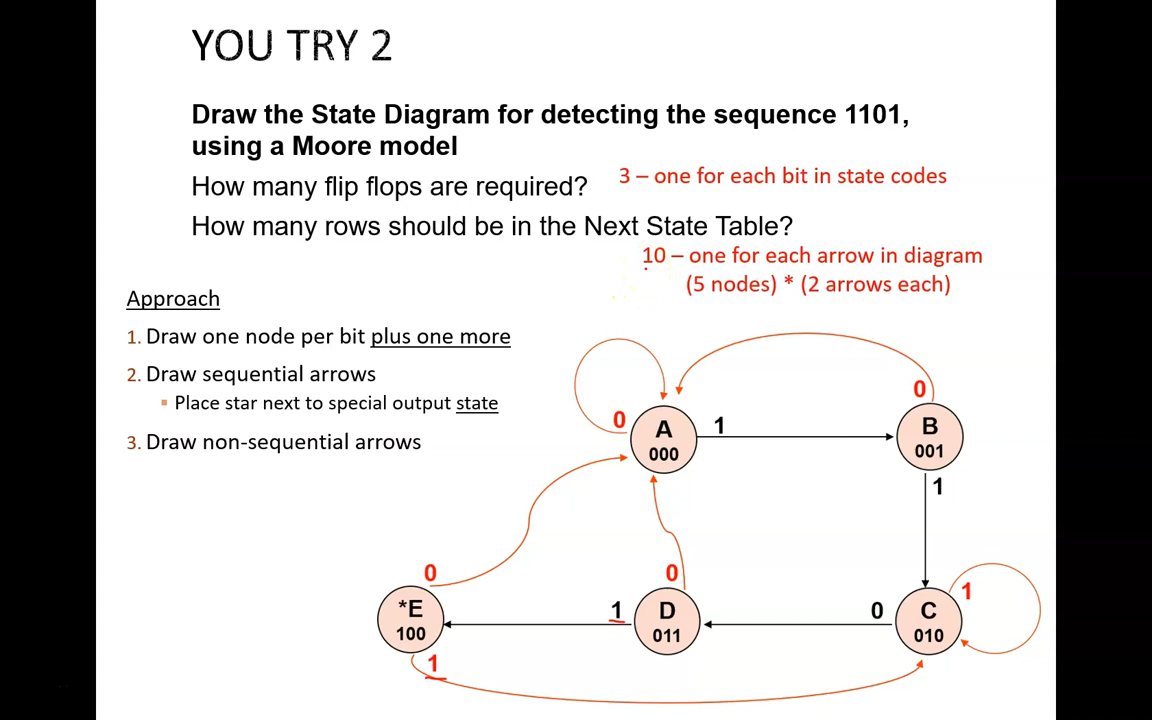 YOU TRY 2
Draw the State Diagram for detecting the sequence 1101,
using a Moore model
How many flip flops are required?
3 – one for each bit in state codes
How many rows should be in the Next State Table?
10 – one for each arrow in diagram
(5 nodes) * (2 arrows each)
Approach
1. Draw one node per bit plus one more
2. Draw sequential arrows
▪ Place star next to special output state
3. Draw non-sequential arrows
0
A
000
1
0
B
001
1
0
*E
100
1
1
0
D
011
0
C
010
1